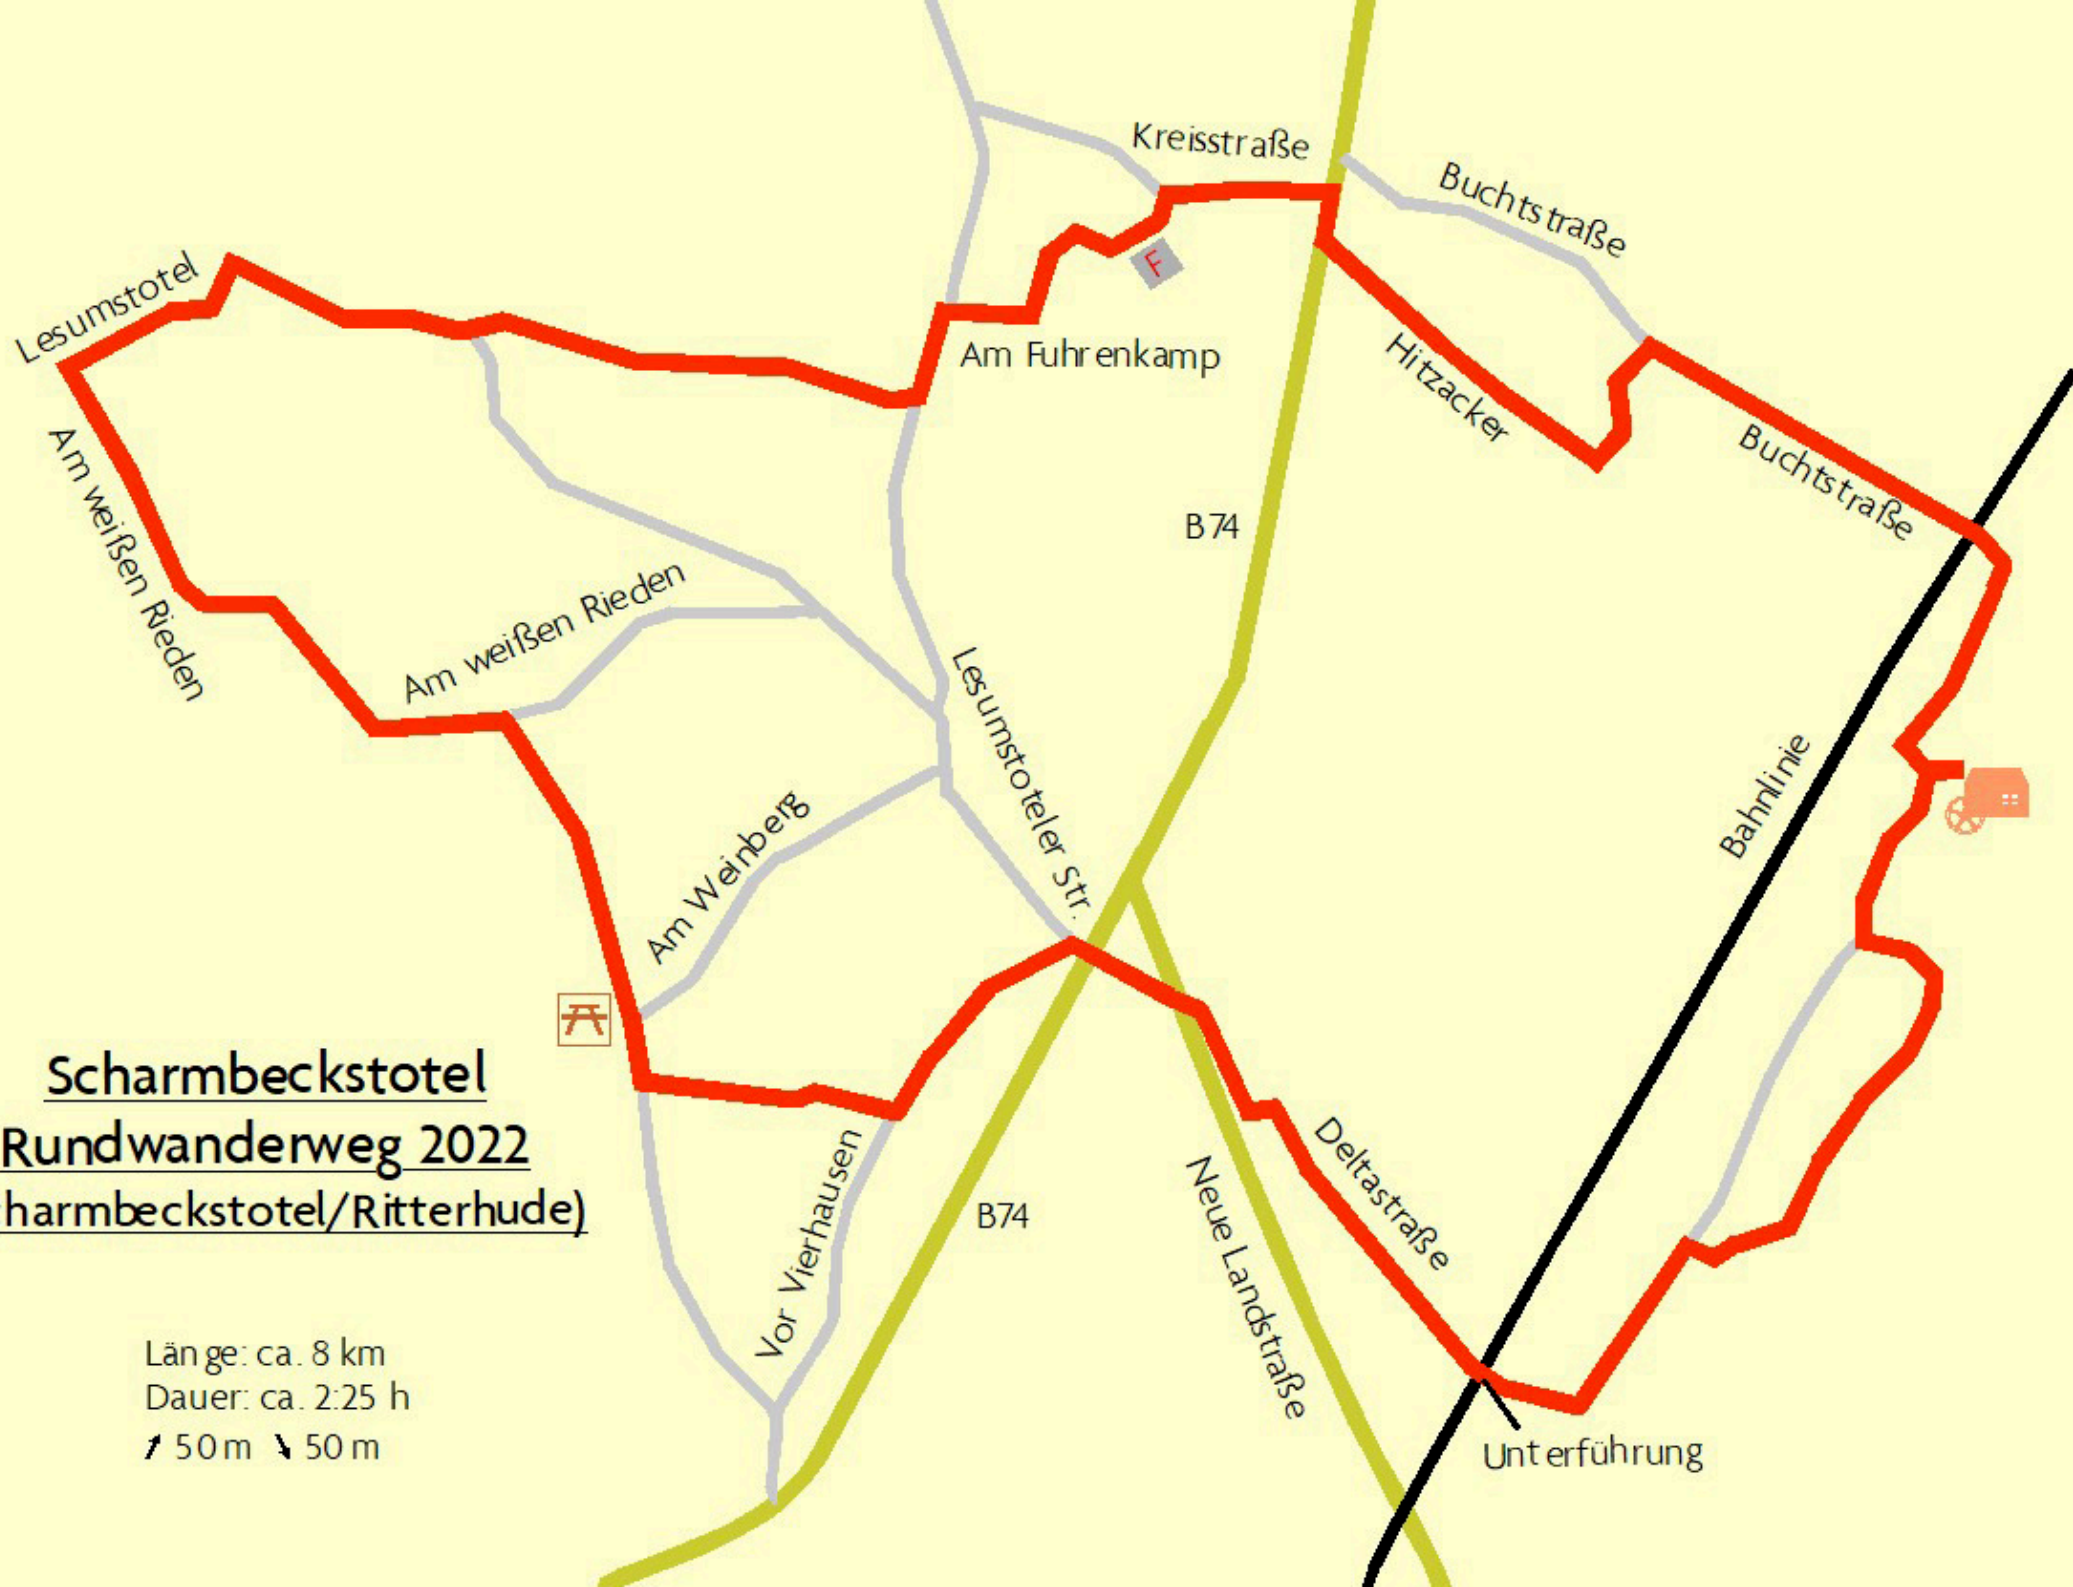 Kreisstraße
Buchtstraße
Lesumstotel
F
Am Fuhrenkamp
Hitzacker
Buchtstraße
Am weißen Rieden
B74
Am weißen Rieden
Lesumstoteler Str.
Bahnlinie
Am Weinberg
Scharmbeckstotel
Rundwanderweg 2022
harmbeckstotel/Ritterhude)
Vor Vierhausen
B74
Neue Landstraße
Deltastraße
Länge: ca. 8 km
Dauer: ca. 2:25 h
↗ 50 m ↘ 50 m
Unterführung